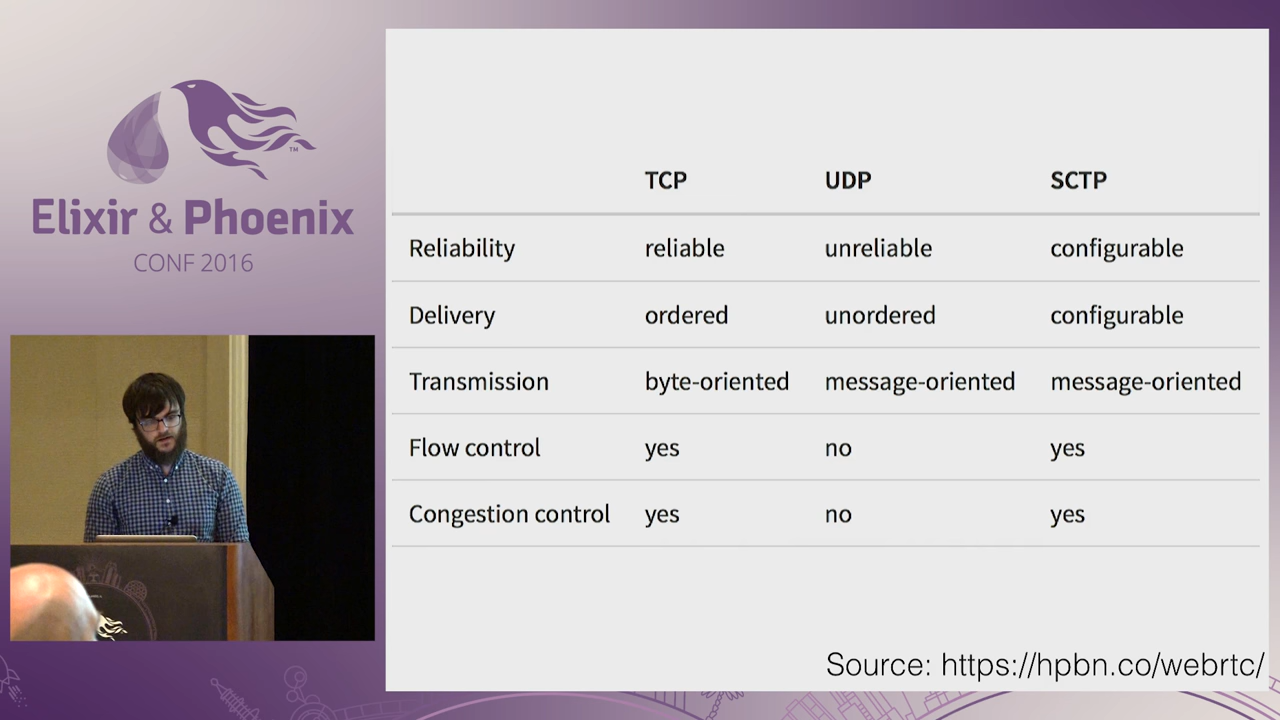 Elixir & Phoenix
CONF 2016
TM
TCP UDP SCTP
Reliability reliable unreliable configurable
Delivery ordered unordered configurable
Transmission byte-oriented message-oriented message-oriented
Flow control yes no yes
Congestion control yes no yes
Source: https://hpbn.co/webrtc/